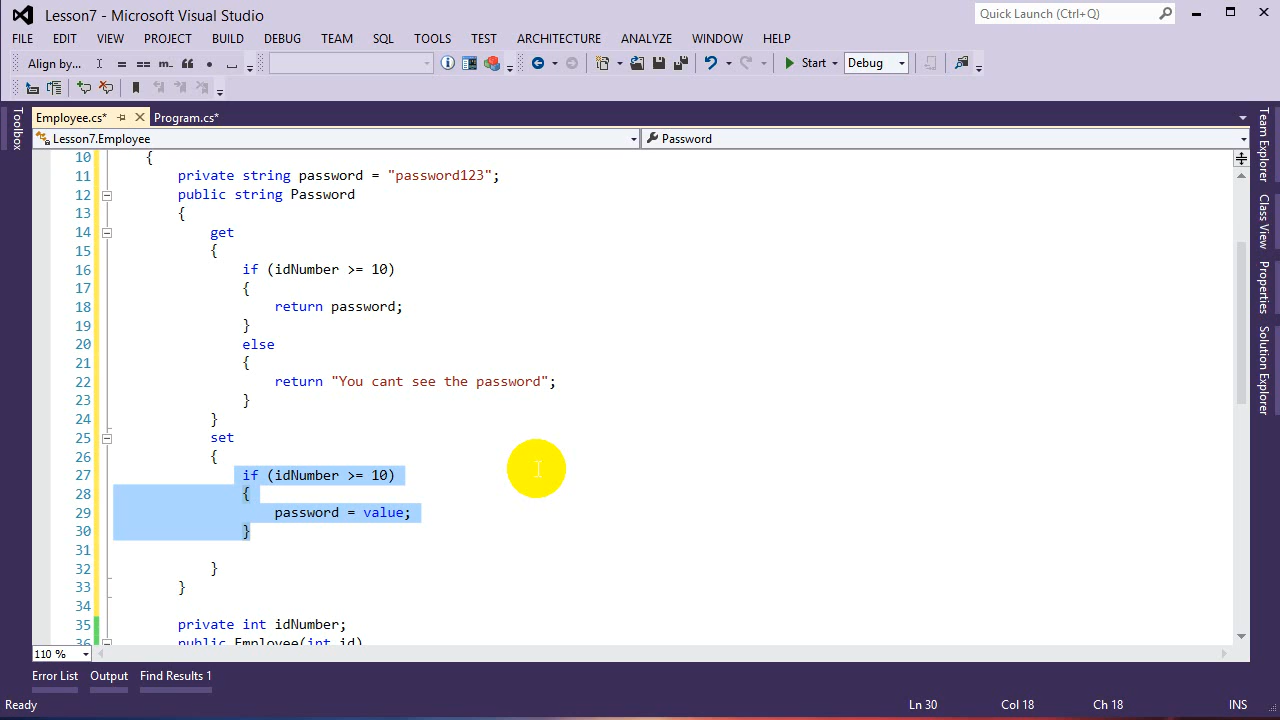 Lesson7 - Microsoft Visual Studio
Quick Launch (Ctrl+Q)
FILE EDIT VIEW PROJECT BUILD DEBUG TEAM SQL TOOLS TEST ARCHITECTURE ANALYZE WINDOW HELP
Align by... = == m.. " Start Debug
Employee.cs* Program.cs*
Lesson7.Employee Password
Toolbox
10 {
11 private string password = "password123";
12 public string Password
13 {
14 get
15 {
16 if (idNumber >= 10)
17 {
18 return password;
19 }
20 else
21 {
22 return "You cant see the password";
23 }
24 }
25 set
26 {
27 if (idNumber >= 10)
28 {
29 password = value;
30 }
31
32 }
33 }
34
35 private int idNumber;
36 public Employee(int id)
Team Explorer
Class View
Properties
Solution Explorer
110 %
Error List Output Find Results 1
Ready Ln 30 Col 18 Ch 18 INS